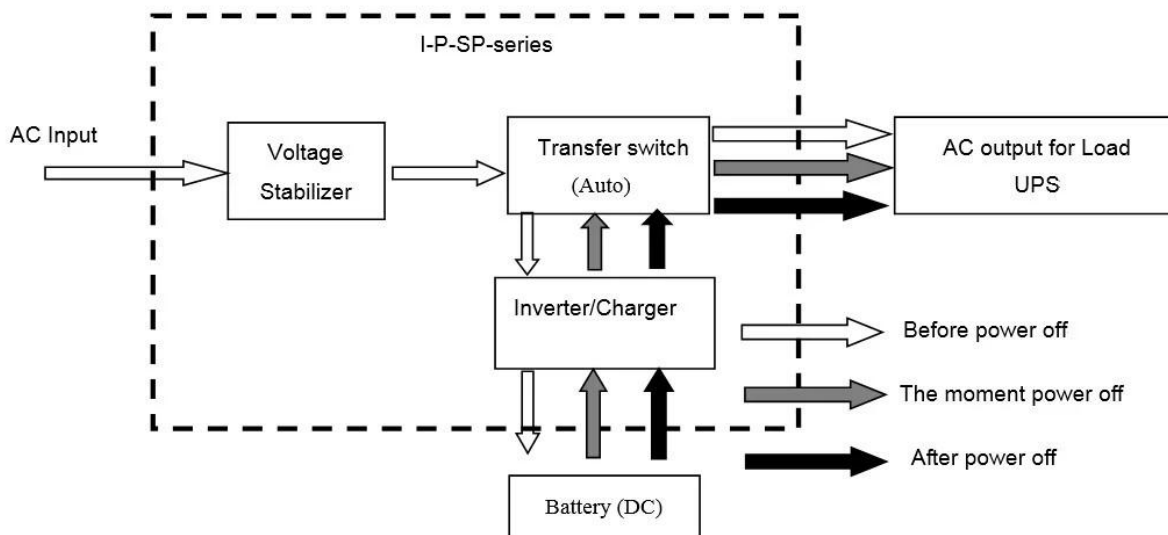 I-P-SP-series
AC Input
Voltage
Stabilizer
Transfer switch
(Auto)
AC output for Load
UPS
Inverter/Charger
Before power off
The moment power off
After power off
Battery (DC)